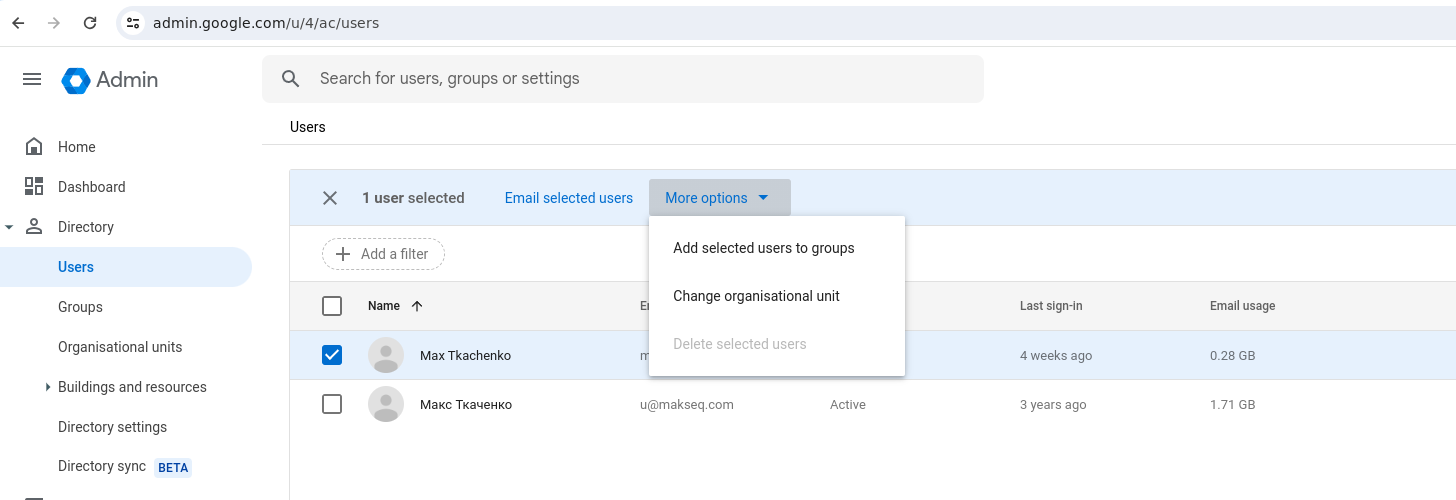 admin.google.com/u/4/ac/users
Admin
Search for users, groups or settings
Users
Home
Dashboard
Directory
Users
Groups
Organisational units
Buildings and resources
Directory settings
Directory sync BETA
1 user selected Email selected users More options
Add selected users to groups
Change organisational unit
Delete selected users
Add a filter
Name Last sign-in Email usage
Max Tkachenko 4 weeks ago 0.28 GB
Макс Ткаченко u@makseq.com Active 3 years ago 1.71 GB